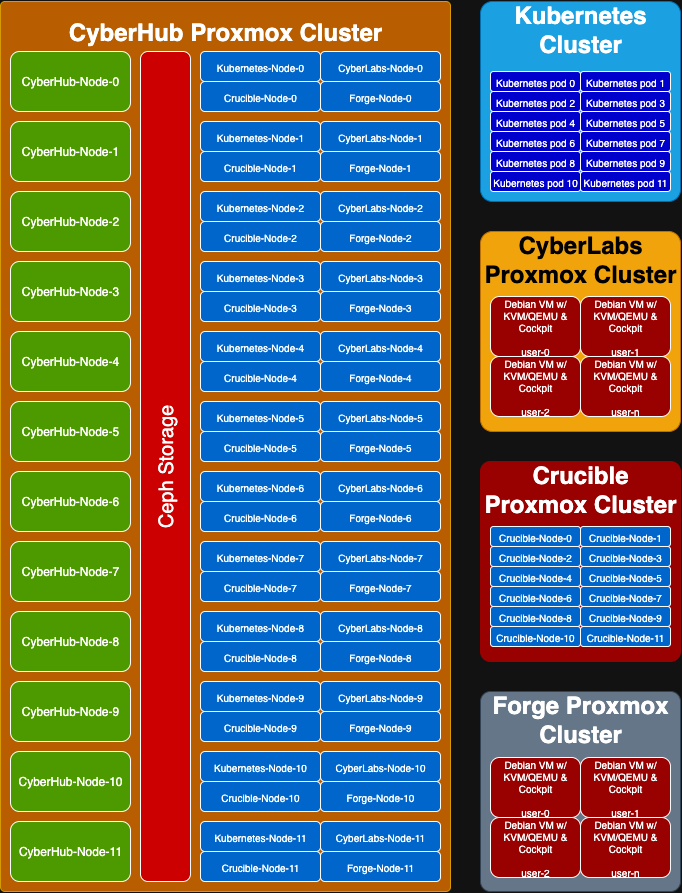 CyberHub Proxmox Cluster
CyberHub-Node-0
Kubernetes-Node-0
CyberLabs-Node-0
Crucible-Node-0
Forge-Node-0
CyberHub-Node-1
Kubernetes-Node-1
CyberLabs-Node-1
Crucible-Node-1
Forge-Node-1
CyberHub-Node-2
Kubernetes-Node-2
CyberLabs-Node-2
Crucible-Node-2
Forge-Node-2
CyberHub-Node-3
Kubernetes-Node-3
CyberLabs-Node-3
Crucible-Node-3
Forge-Node-3
CyberHub-Node-4
Kubernetes-Node-4
CyberLabs-Node-4
Crucible-Node-4
Forge-Node-4
CyberHub-Node-5
Kubernetes-Node-5
CyberLabs-Node-5
Crucible-Node-5
Forge-Node-5
CyberHub-Node-6
Kubernetes-Node-6
CyberLabs-Node-6
Crucible-Node-6
Forge-Node-6
CyberHub-Node-7
Kubernetes-Node-7
CyberLabs-Node-7
Crucible-Node-7
Forge-Node-7
CyberHub-Node-8
Kubernetes-Node-8
CyberLabs-Node-8
Crucible-Node-8
Forge-Node-8
CyberHub-Node-9
Kubernetes-Node-9
CyberLabs-Node-9
Crucible-Node-9
Forge-Node-9
CyberHub-Node-10
Kubernetes-Node-10
CyberLabs-Node-10
Crucible-Node-10
Forge-Node-10
CyberHub-Node-11
Kubernetes-Node-11
CyberLabs-Node-11
Crucible-Node-11
Forge-Node-11
Ceph Storage
Kubernetes
Cluster
Kubernetes pod 0
Kubernetes pod 1
Kubernetes pod 2
Kubernetes pod 3
Kubernetes pod 4
Kubernetes pod 5
Kubernetes pod 6
Kubernetes pod 7
Kubernetes pod 8
Kubernetes pod 9
Kubernetes pod 10
Kubernetes pod 11
CyberLabs
Proxmox Cluster
Debian VM w/
KVM/QEMU &
Cockpit
user-0
Debian VM w/
KVM/QEMU &
Cockpit
user-1
Debian VM w/
KVM/QEMU &
Cockpit
user-2
Debian VM w/
KVM/QEMU &
Cockpit
user-n
Crucible
Proxmox Cluster
Crucible-Node-0
Crucible-Node-1
Crucible-Node-2
Crucible-Node-3
Crucible-Node-4
Crucible-Node-5
Crucible-Node-6
Crucible-Node-7
Crucible-Node-8
Crucible-Node-9
Crucible-Node-10
Crucible-Node-11
Forge Proxmox
Cluster
Debian VM w/
KVM/QEMU &
Cockpit
user-0
Debian VM w/
KVM/QEMU &
Cockpit
user-1
Debian VM w/
KVM/QEMU &
Cockpit
user-2
Debian VM w/
KVM/QEMU &
Cockpit
user-n